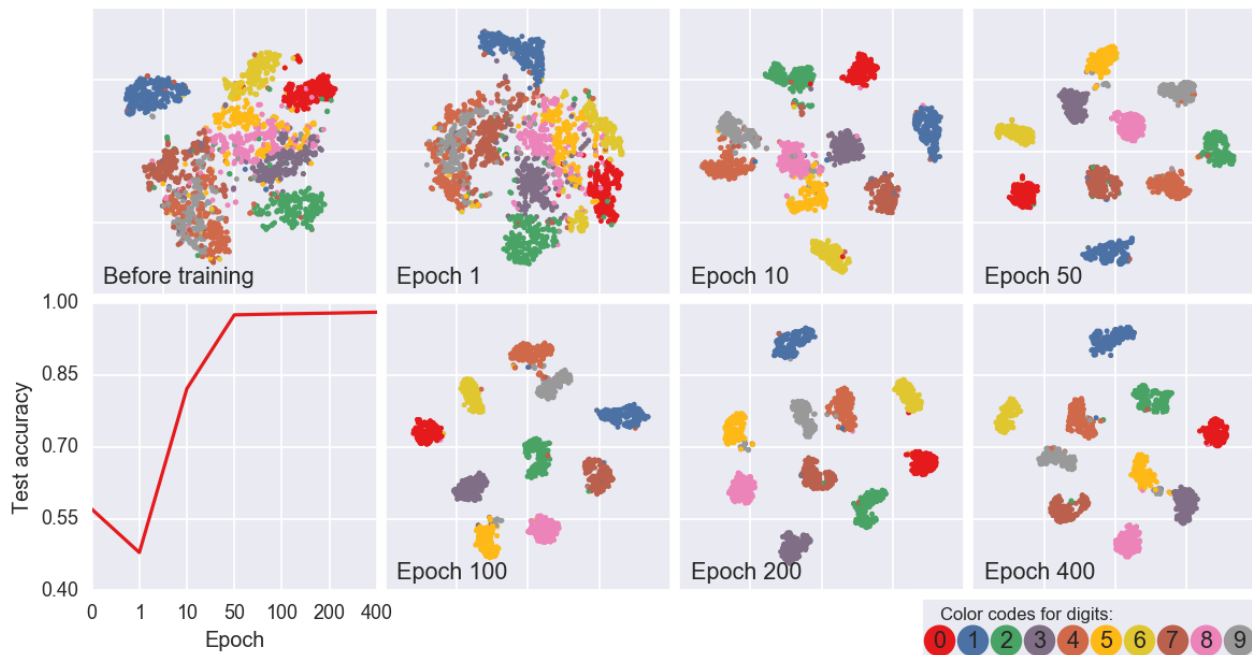 Before training
Epoch 1
Epoch 10
Epoch 50
1.00
0.85
0.70
0.55
0.40
Test accuracy
0 1 10 50 100 200 400
Epoch
Epoch 100
Epoch 200
Epoch 400
Color codes for digits:
0 1 2 3 4 5 6 7 8 9